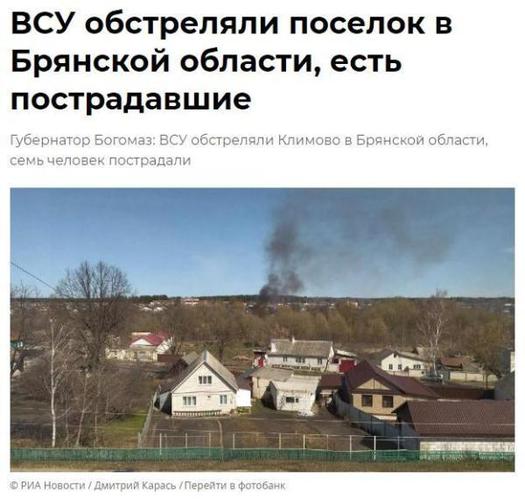 ВСУ обстреляли поселок в
Брянской области, есть
пострадавшие
Губернатор Богомаз: ВСУ обстреляли Климово в Брянской области,
семь человек пострадали
© РИА Новости / Дмитрий Карась / Перейти в фотобанк